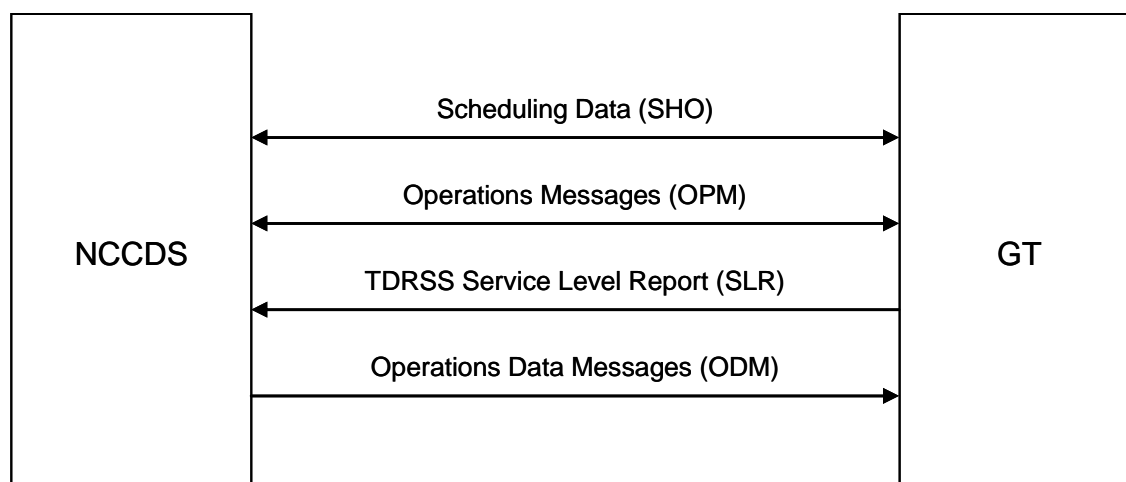 Scheduling Data (SHO)
Operations Messages (OPM)
NCCDS
GT
TDRSS Service Level Report (SLR)
Operations Data Messages (ODM)